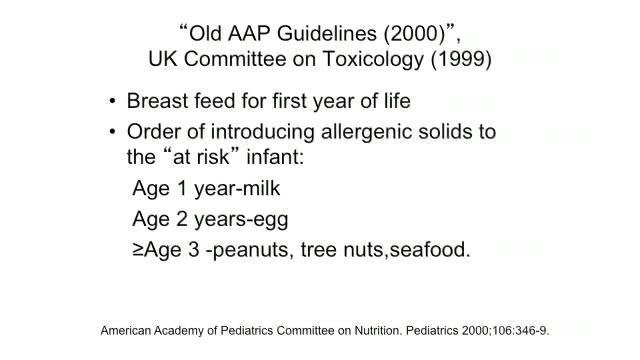 “Old AAP Guidelines (2000)”,
UK Committee on Toxicology (1999)
• Breast feed for first year of life
• Order of introducing allergenic solids to
the “at risk” infant:
Age 1 year-milk
Age 2 years-egg
≥Age 3 -peanuts, tree nuts,seafood.
American Academy of Pediatrics Committee on Nutrition. Pediatrics 2000;106:346-9.